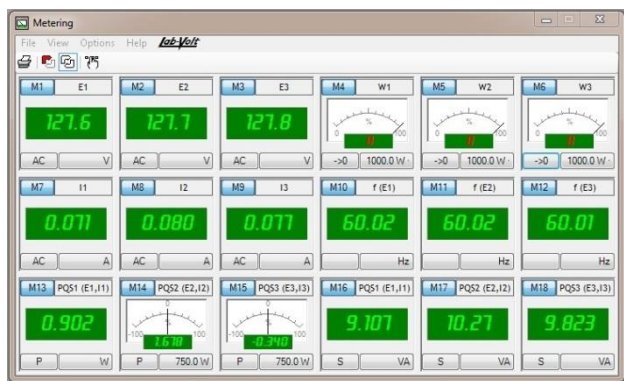 Metering
File View Options Help Lab-Volt
M1 E1 M2 E2 M3 E3 M4 W1 M5 W2 M6 W3
127.6 127.7 127.8
% % %
0 100 0 100 0 100
0 0 0
AC V AC V AC V ->0 1000.0 W ->0 1000.0 W ->0 1000.0 W
M7 I1 M8 I2 M9 I3 M10 f (E1) M11 f (E2) M12 f (E3)
0.071 0.080 0.077 60.02 60.02 60.01
AC A AC A AC A Hz Hz Hz
M13 PQS1 (E1,I1) M14 PQS2 (E2,I2) M15 PQS3 (E3,I3) M16 PQS1 (E1,I1) M17 PQS2 (E2,I2) M18 PQS3 (E3,I3)
0 0
0.902 % % 9.107 10.27 9.823
-100 100 -100 100
1.678 -0.340
P W P 750.0 W P 750.0 W S VA S VA S VA